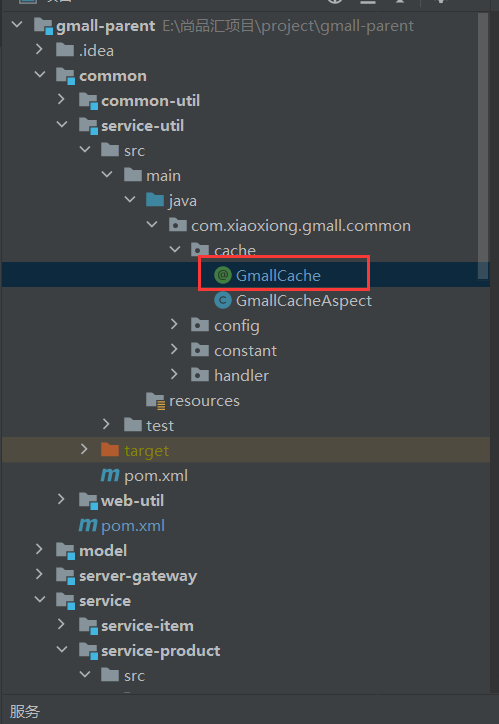 gmall-parent E:\尚品汇项目\project\gmall-parent
.idea
common
common-util
service-util
src
main
java
com.xiaoxiong.gmall.common
cache
GmallCache
GmallCacheAspect
config
constant
handler
resources
test
target
pom.xml
web-util
pom.xml
model
server-gateway
service
service-item
service-product
src
服务